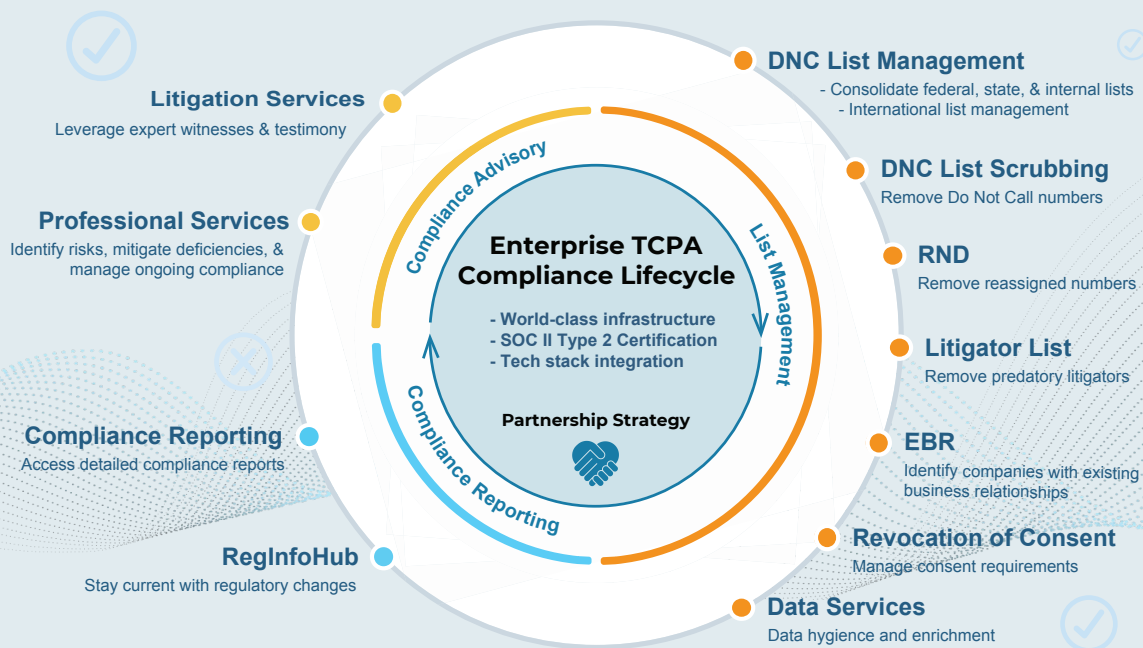 Litigation Services
Leverage expert witnesses & testimony
Professional Services
Identify risks, mitigate deficiencies, &
manage ongoing compliance
Compliance Reporting
Access detailed compliance reports
RegInfoHub
Stay current with regulatory changes
Compliance Advisory
List Management
Compliance Reporting
Enterprise TCPA
Compliance Lifecycle
- World-class infrastructure
- SOC II Type 2 Certification
- Tech stack integration
Partnership Strategy
DNC List Management
- Consolidate federal, state, & internal lists
- International list management
DNC List Scrubbing
Remove Do Not Call numbers
RND
Remove reassigned numbers
Litigator List
Remove predatory litigators
EBR
Identify companies with existing
business relationships
Revocation of Consent
Manage consent requirements
Data Services
Data hygience and enrichment